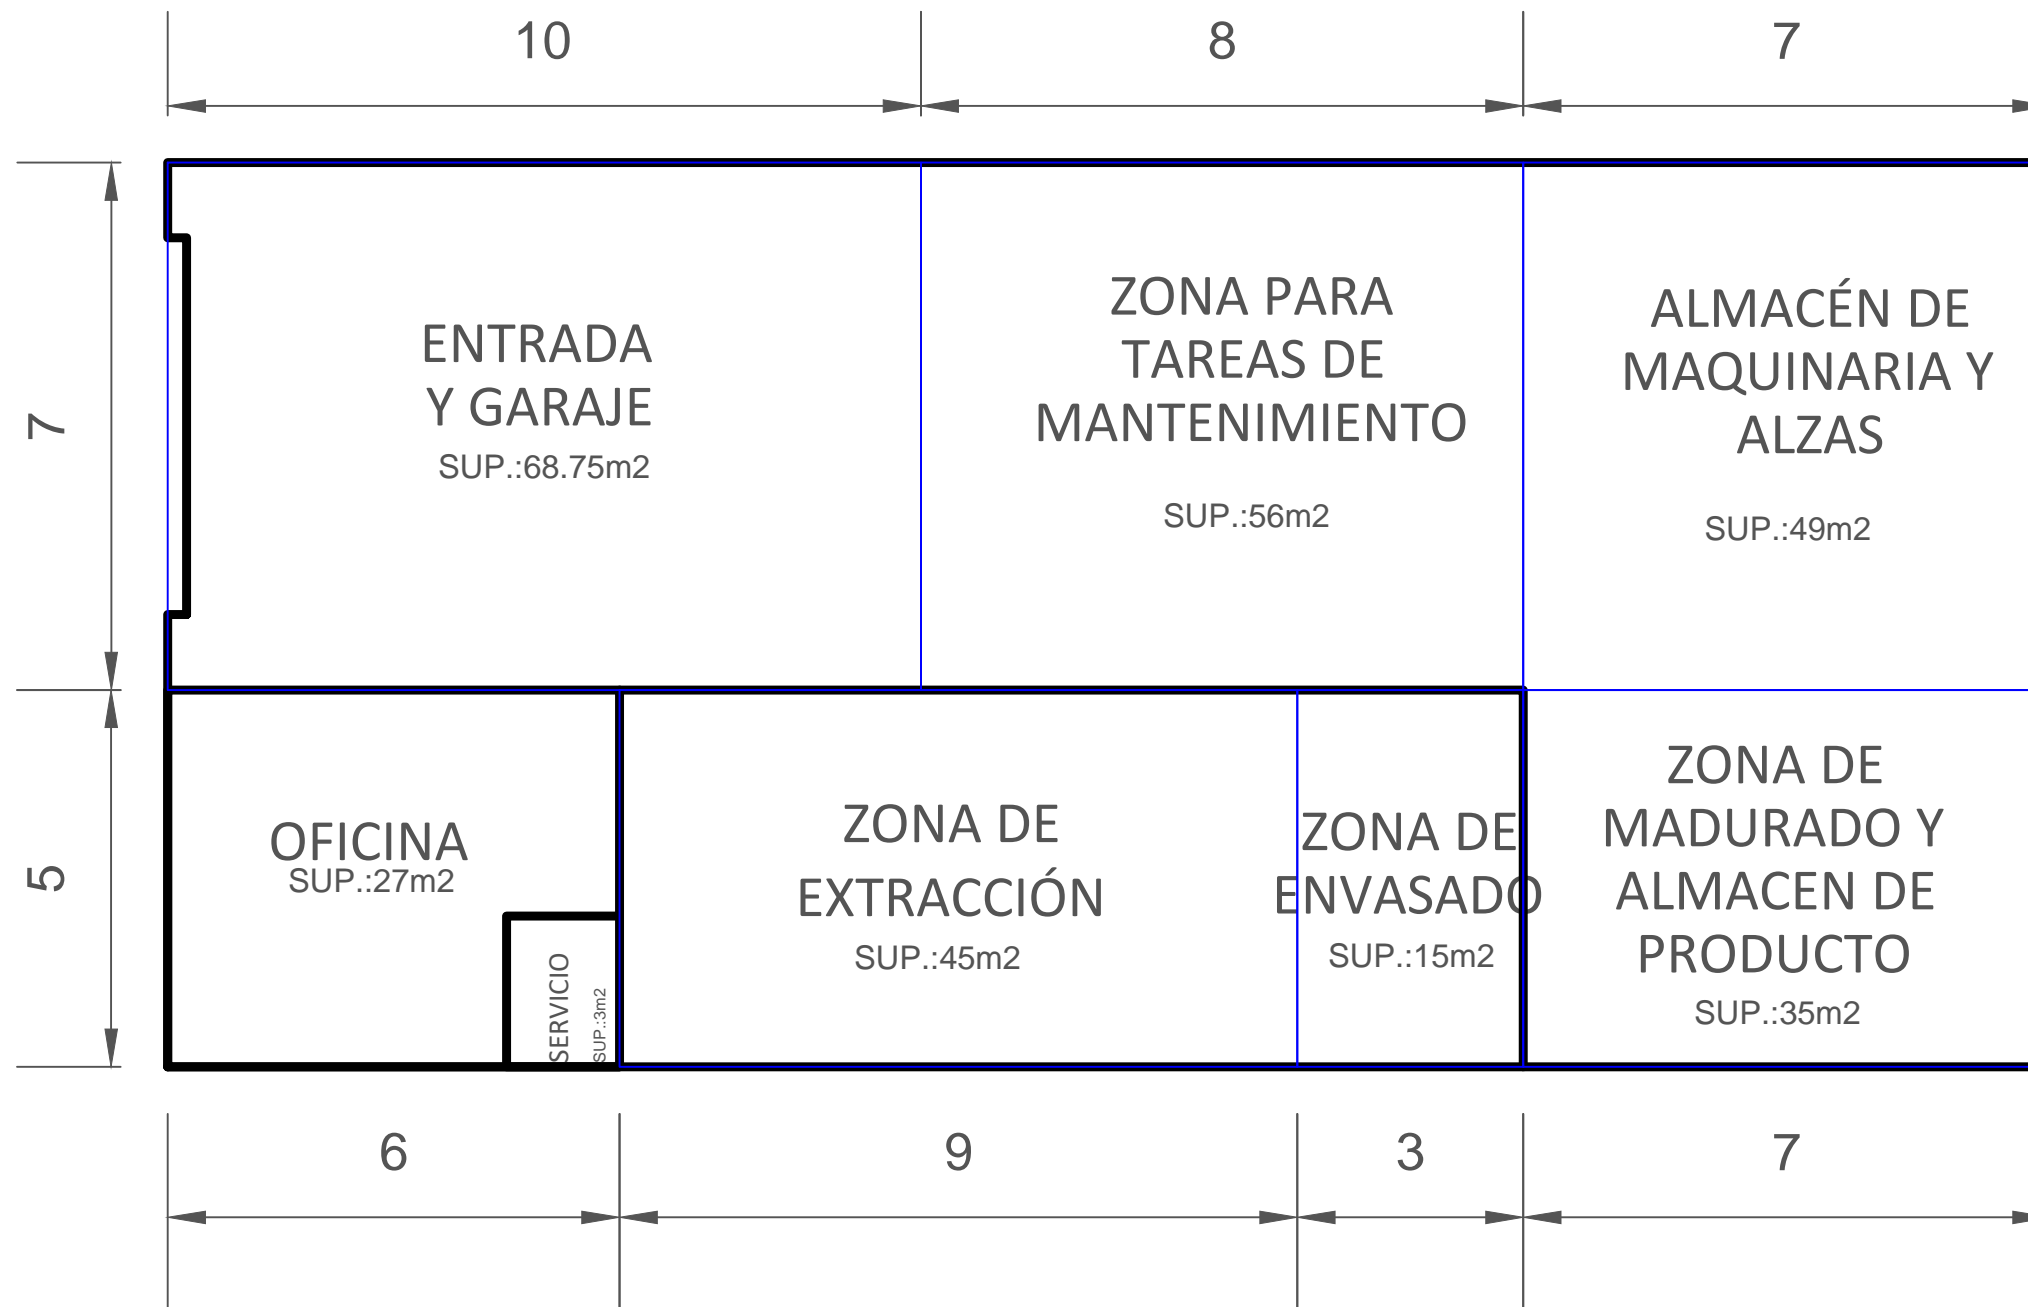 10
8
7
7
ENTRADA
Y GARAJE
SUP.:68.75m2
ZONA PARA
TAREAS DE
MANTENIMIENTO
SUP.:56m2
ALMACÉN DE
MAQUINARIA Y
ALZAS
SUP.:49m2
5
OFICINA
SUP.:27m2
SERVICIO
SUP.:3m2
ZONA DE
EXTRACCIÓN
SUP.:45m2
ZONA DE
ENVASADO
SUP.:15m2
ZONA DE
MADURADO Y
ALMACEN DE
PRODUCTO
SUP.:35m2
6
9
3
7